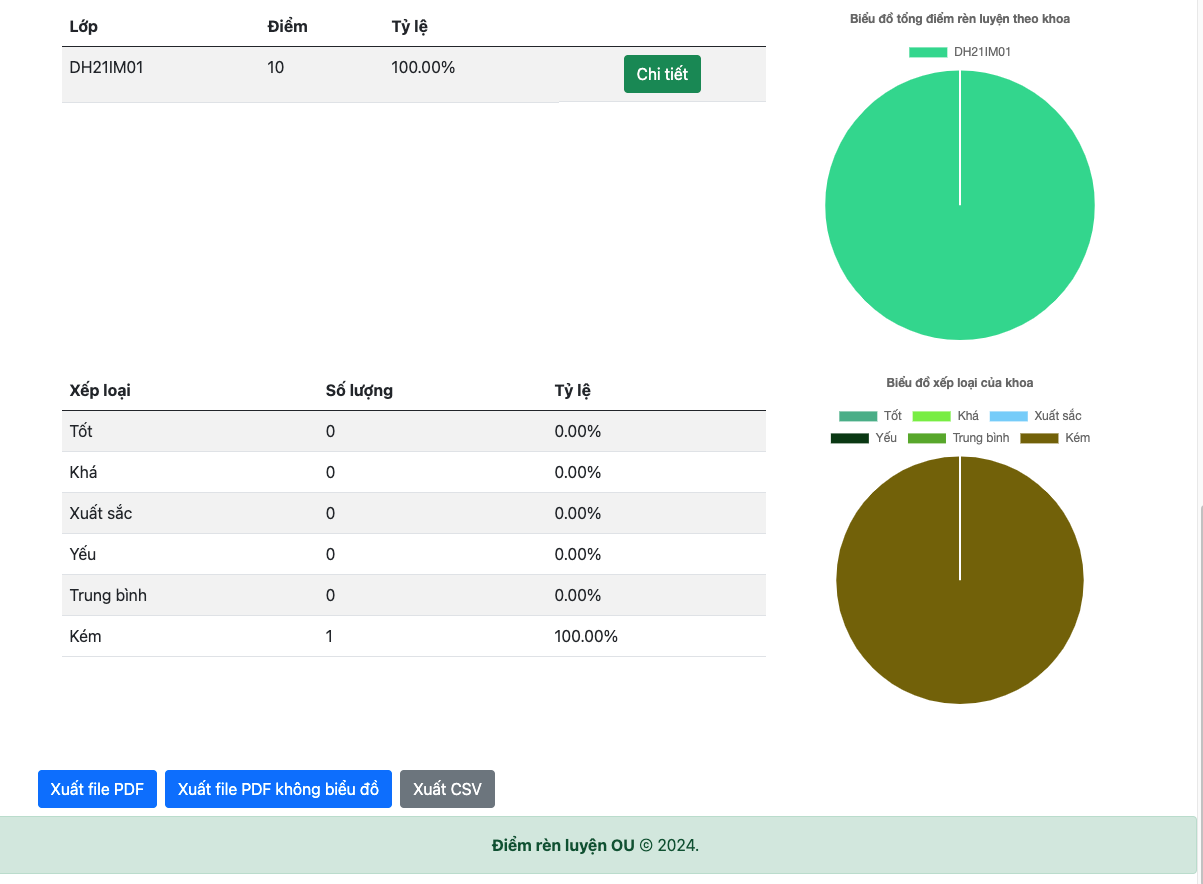 Lớp Điểm Tỷ lệ
DH21IM01 10 100.00% Chi tiết
Biểu đồ tổng điểm rèn luyện theo khoa
DH21IM01
Xếp loại Số lượng Tỷ lệ
Tốt 0 0.00%
Khá 0 0.00%
Xuất sắc 0 0.00%
Yếu 0 0.00%
Trung bình 0 0.00%
Kém 1 100.00%
Biểu đồ xếp loại của khoa
Tốt Khá Xuất sắc
Yếu Trung bình Kém
Xuất file PDF Xuất file PDF không biểu đồ Xuất CSV
Điểm rèn luyện OU © 2024.